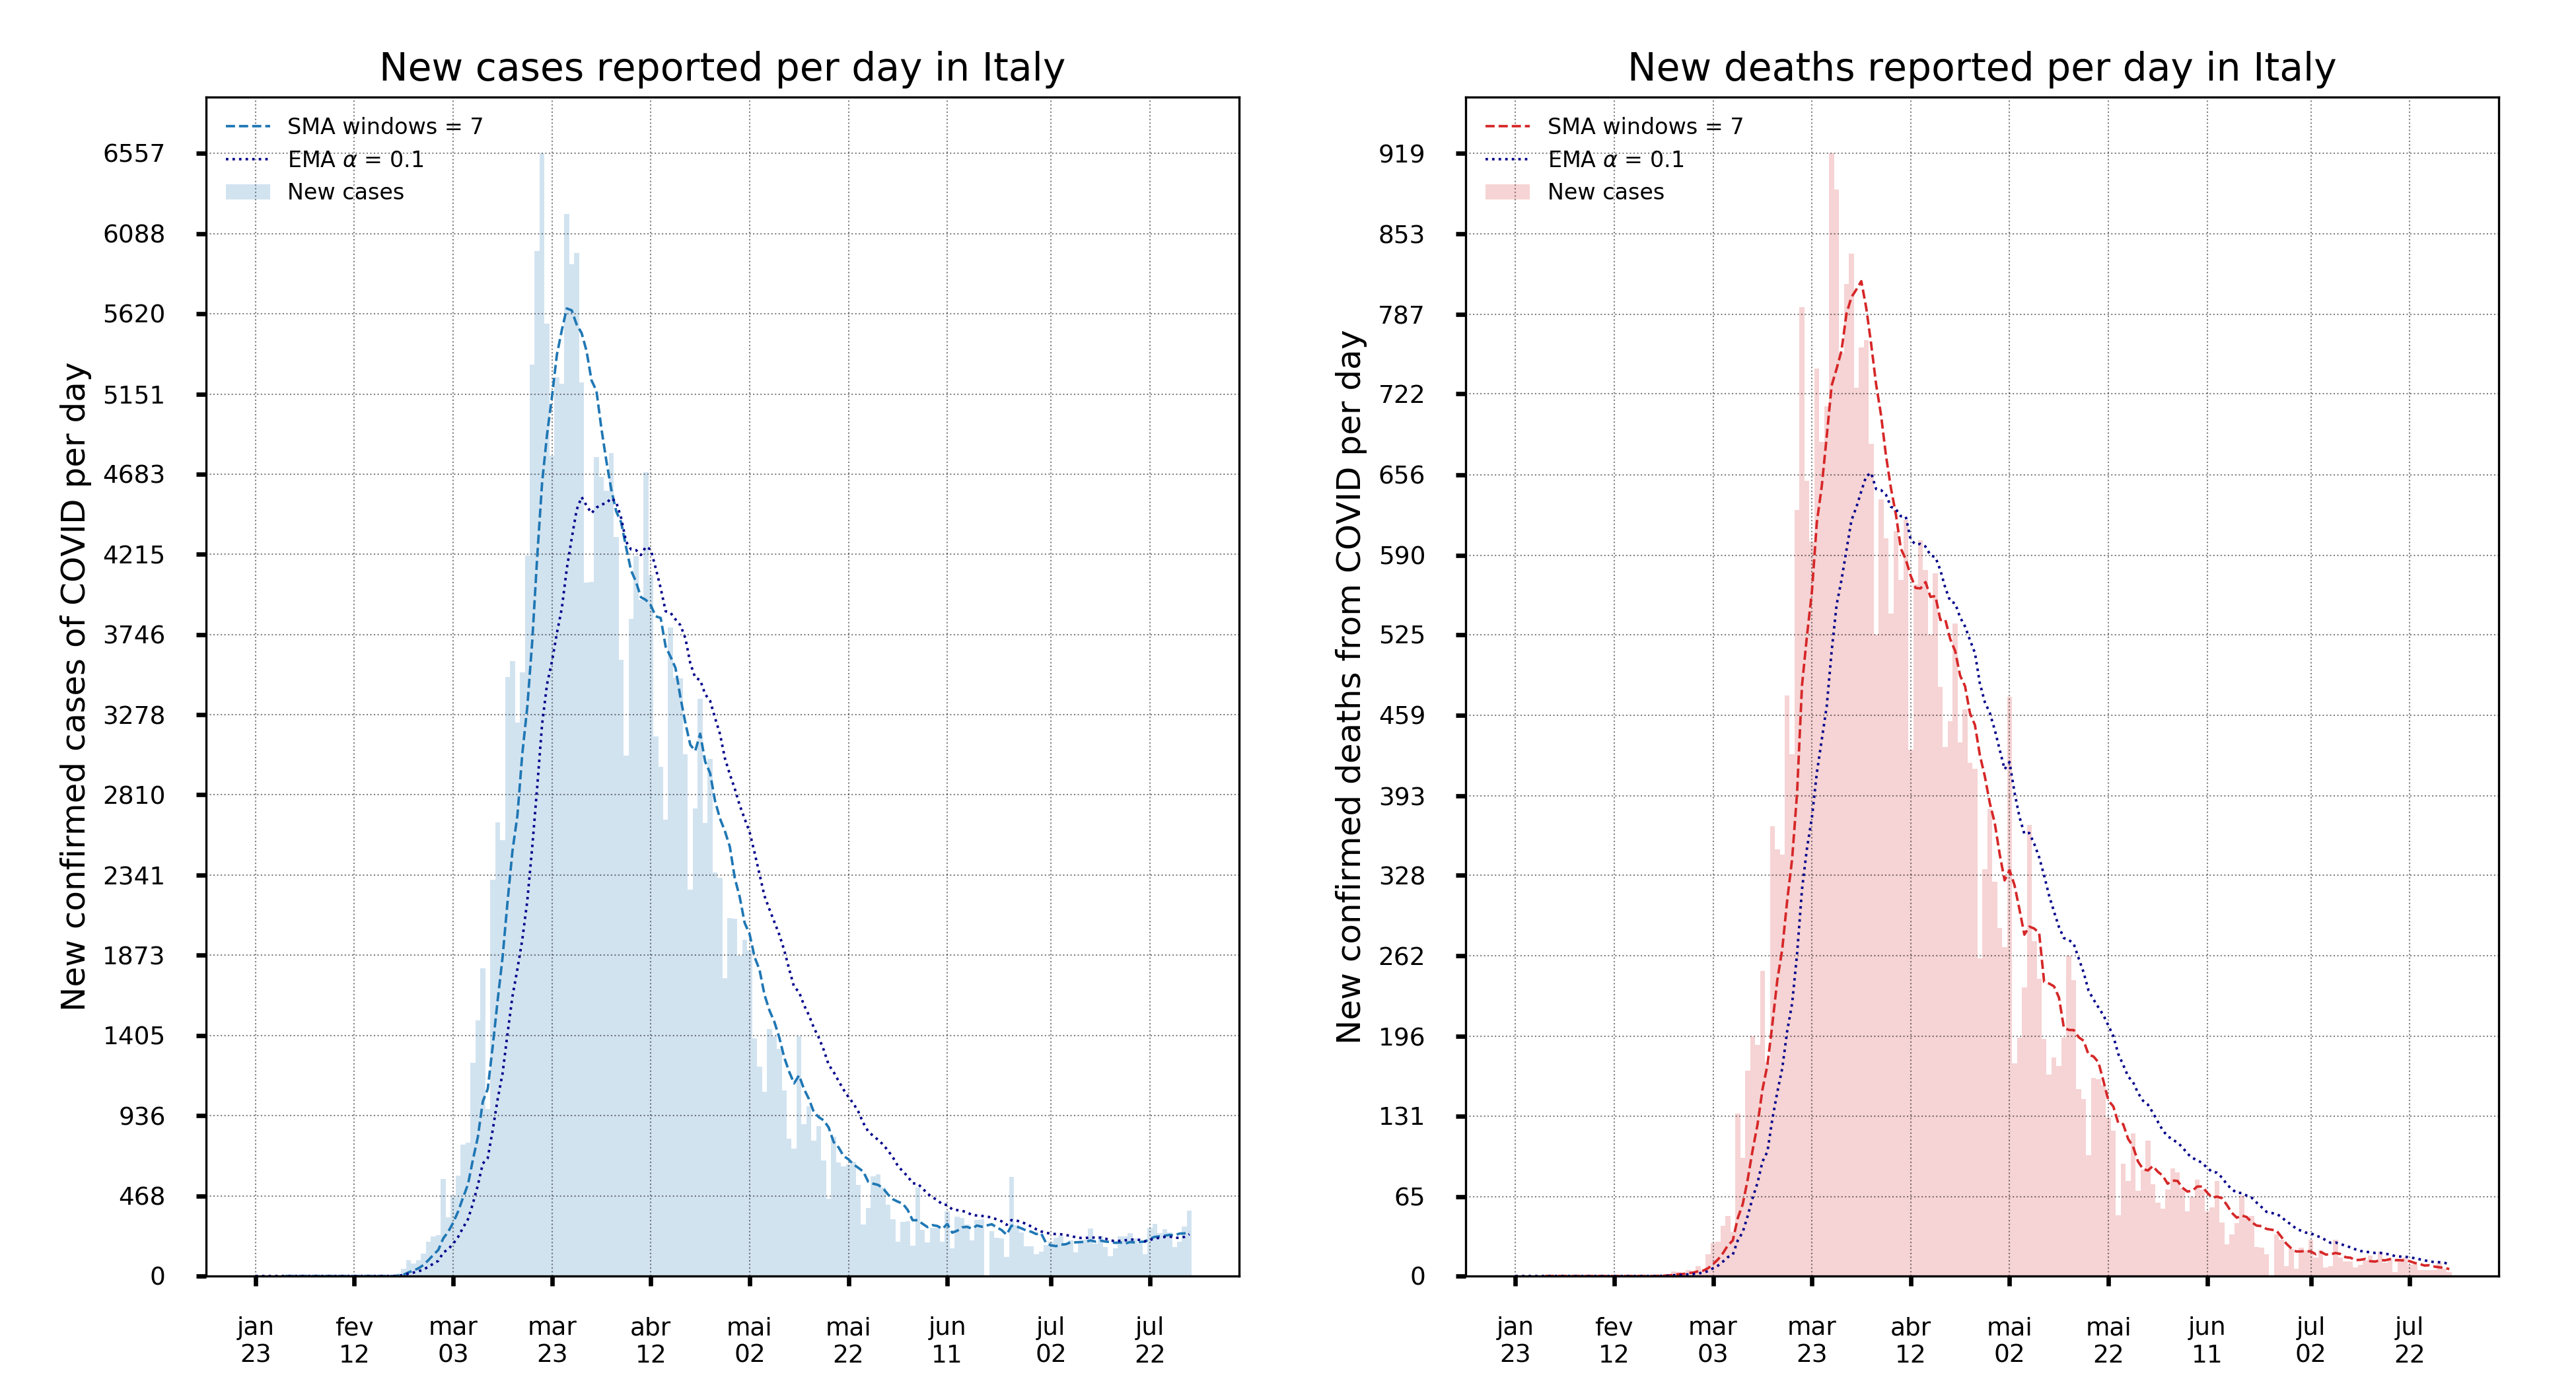 New cases reported per day in Italy
SMA windows = 7
EMA α = 0.1
New cases
6557
6088
5620
5151
4683
4215
3746
3278
2810
2341
1873
1405
936
468
0
New confirmed cases of COVID per day
jan 23
fev 12
mar 03
mar 23
abr 12
mai 02
mai 22
jun 11
jul 02
jul 22
New deaths reported per day in Italy
SMA windows = 7
EMA α = 0.1
New cases
919
853
787
722
656
590
525
459
393
328
262
196
131
65
0
New confirmed deaths from COVID per day
jan 23
fev 12
mar 03
mar 23
abr 12
mai 02
mai 22
jun 11
jul 02
jul 22